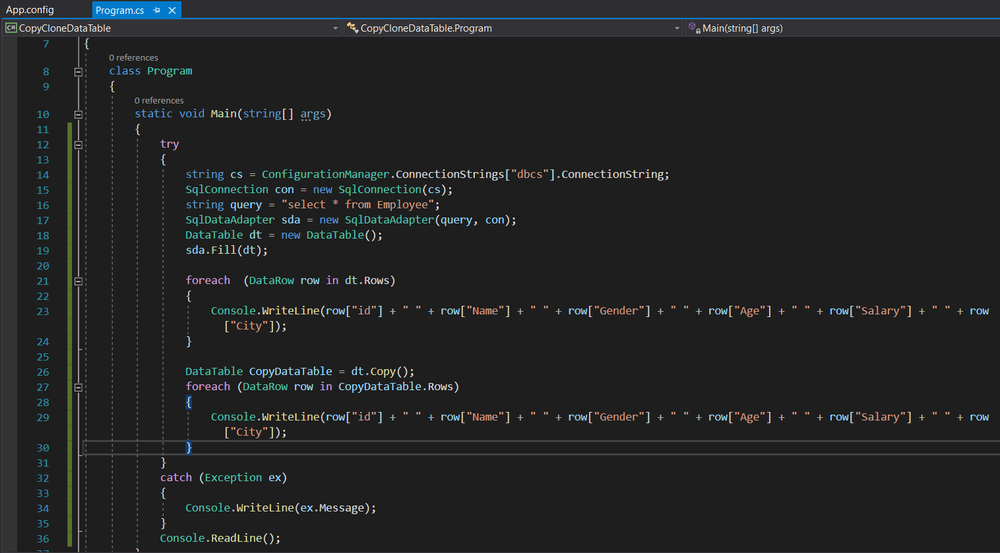 App.config
Program.cs
CopyCloneDataTable
CopyCloneDataTable.Program
Main(string[] args)
7 {
0 references
8 class Program
9 {
0 references
10 static void Main(string[] args)
11 {
12 try
13 {
14 string cs = ConfigurationManager.ConnectionStrings["dbcs"].ConnectionString;
15 SqlConnection con = new SqlConnection(cs);
16 string query = "select * from Employee";
17 SqlDataAdapter sda = new SqlDataAdapter(query, con);
18 DataTable dt = new DataTable();
19 sda.Fill(dt);
20
21 foreach  (DataRow row in dt.Rows)
22 {
23 Console.WriteLine(row["id"] + " " + row["Name"] + " " + row["Gender"] + " " + row["Age"] + " " + row["Salary"] + " " + row
["City"]);
24 }
25
26 DataTable CopyDataTable = dt.Copy();
27 foreach (DataRow row in CopyDataTable.Rows)
28 {
29 Console.WriteLine(row["id"] + " " + row["Name"] + " " + row["Gender"] + " " + row["Age"] + " " + row["Salary"] + " " + row
["City"]);
30 }
31 }
32 catch (Exception ex)
33 {
34 Console.WriteLine(ex.Message);
35 }
36 Console.ReadLine();